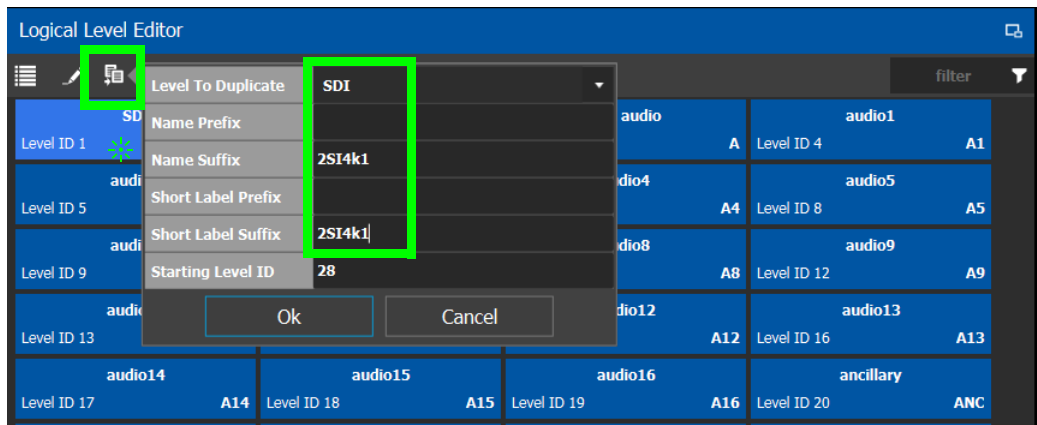 Logical Level Editor
filter
Level To Duplicate SDI
Name Prefix
Name Suffix 2SI4k1
Short Label Prefix
Short Label Suffix 2SI4k1
Starting Level ID 28
Ok Cancel
SD audio audio1
Level ID 1 A Level ID 4 A1
audi dio4 audio5
Level ID 5 A4 Level ID 8 A5
audi dio8 audio9
Level ID 9 A8 Level ID 12 A9
audio dio12 audio13
Level ID 13 A12 Level ID 16 A13
audio14 audio15 audio16 ancillary
Level ID 17 A14 Level ID 18 A15 Level ID 19 A16 Level ID 20 ANC